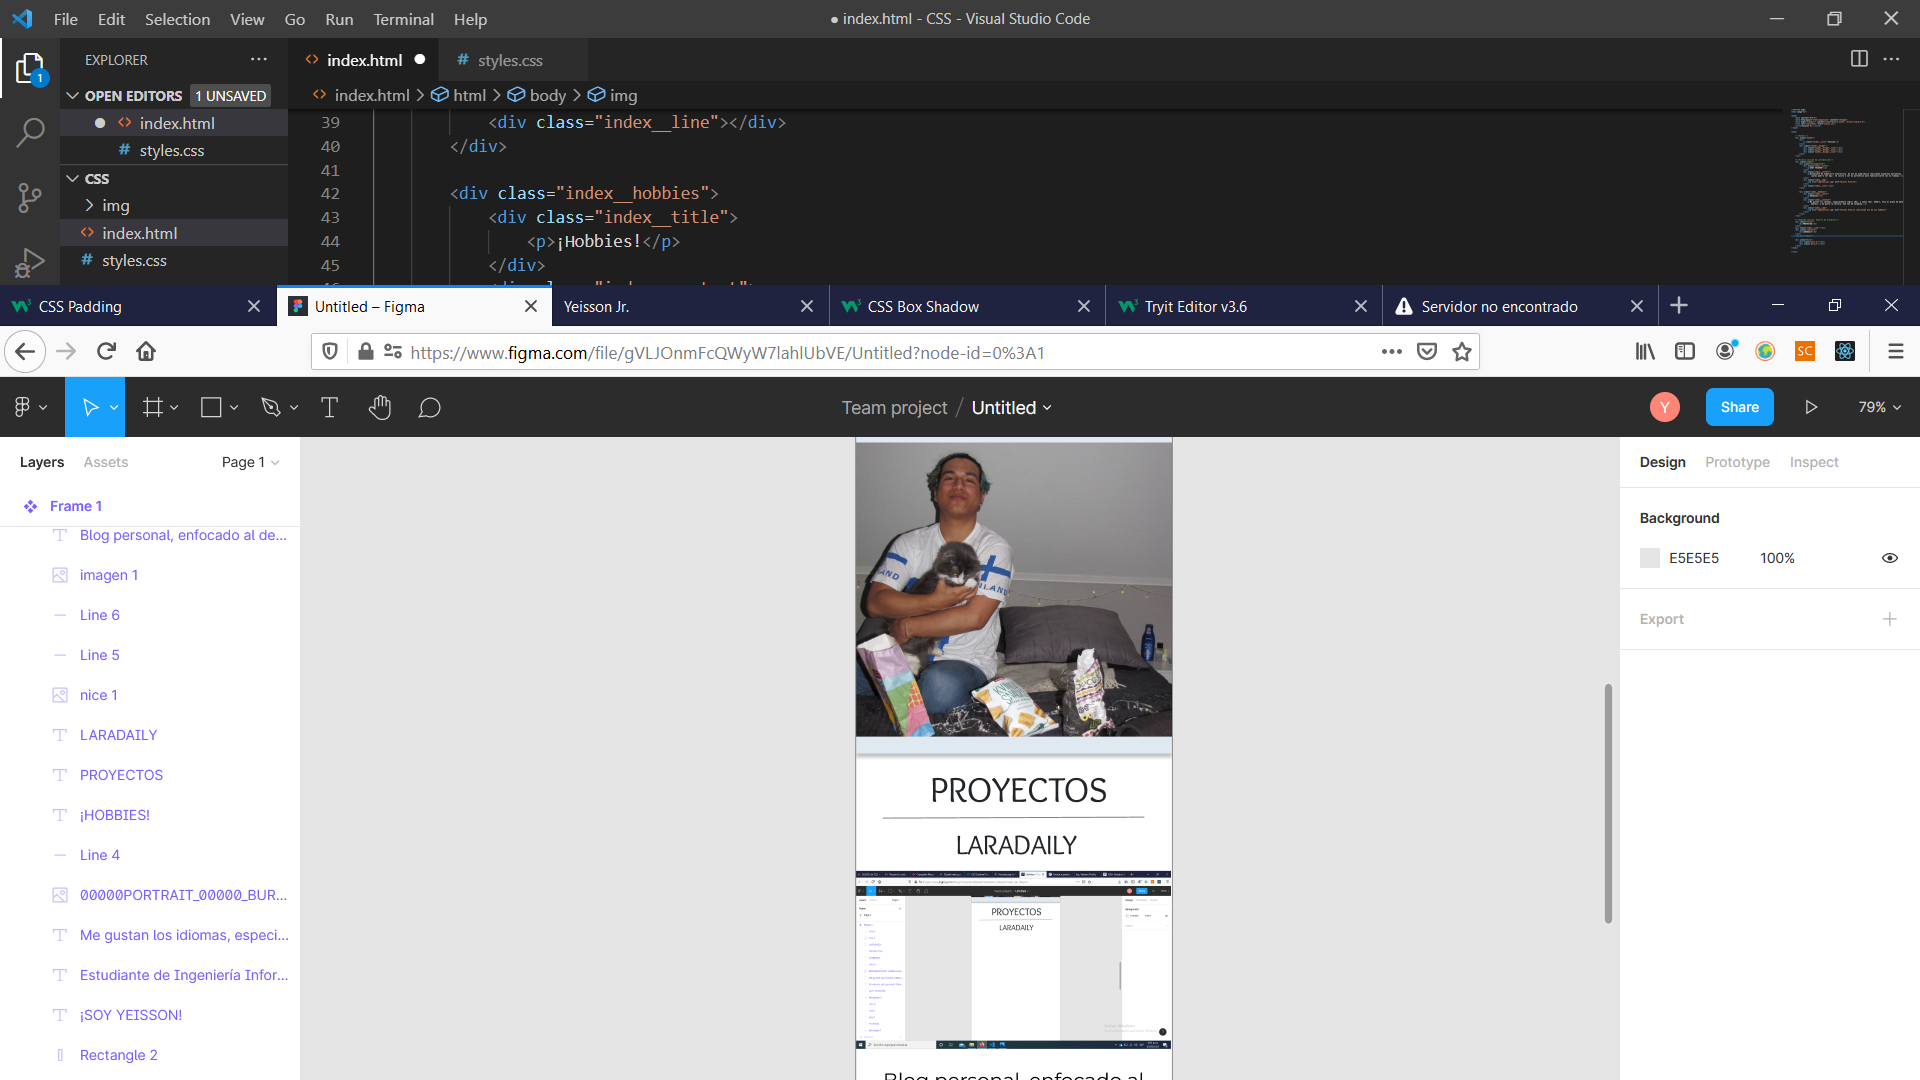 File Edit Selection View Go Run Terminal Help
● index.html - CSS - Visual Studio Code
EXPLORER
index.html
styles.css
OPEN EDITORS 1 UNSAVED
index.html
styles.css
CSS
img
index.html
styles.css
index.html > html > body > img
39 <div class="index__line"></div>
40 </div>
41
42 <div class="index__hobbies">
43 <div class="index__title">
44 <p>¡Hobbies!</p>
45 </div>
CSS Padding
Untitled – Figma
Yeisson Jr.
CSS Box Shadow
Tryit Editor v3.6
Servidor no encontrado
https://www.figma.com/file/gVLJOnmFcQWyW7lahlUbVE/Untitled?node-id=0%3A1
SC
Team project / Untitled
Y
Share
79%
Layers Assets Page 1
Frame 1
Blog personal, enfocado al de...
imagen 1
Line 6
Line 5
nice 1
LARADAILY
PROYECTOS
¡HOBBIES!
Line 4
00000PORTRAIT_00000_BUR...
Me gustan los idiomas, especi...
Estudiante de Ingeniería Infor...
¡SOY YEISSON!
Rectangle 2
PROYECTOS
LARADAILY
PROYECTOS
LARADAILY
Blog personal, enfocado al
Design Prototype Inspect
Background
E5E5E5 100%
Export